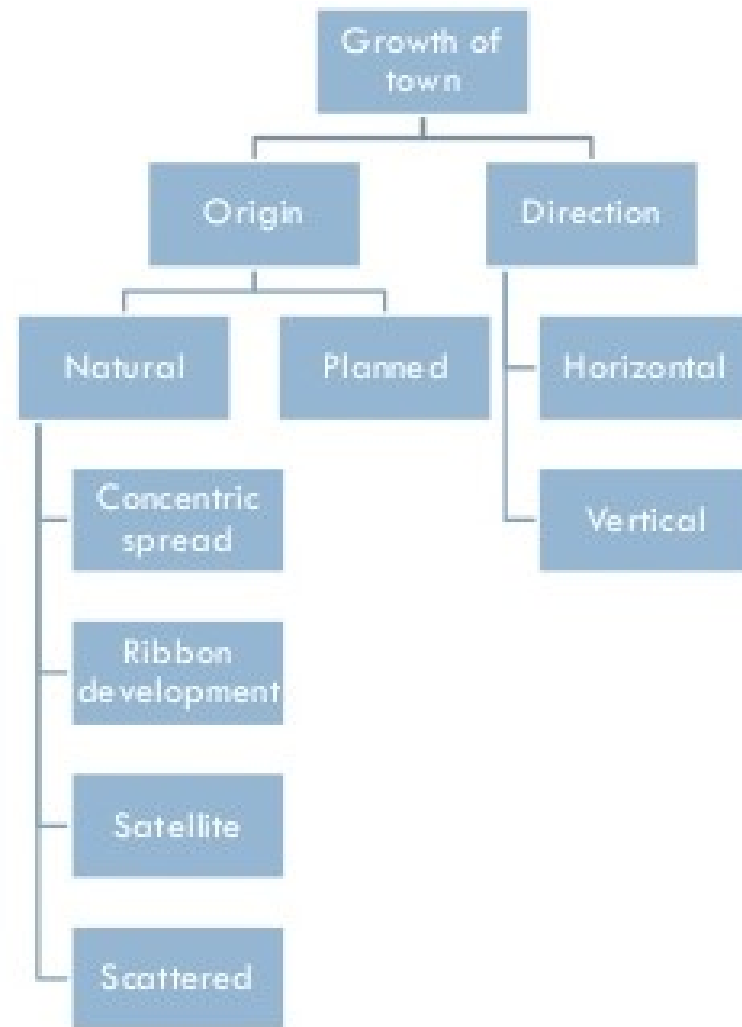 Growth of
town
Origin
Direction
Natural
Planned
Horizontal
Concentric
spread
Vertical
Ribbon
development
Satellite
Scattered